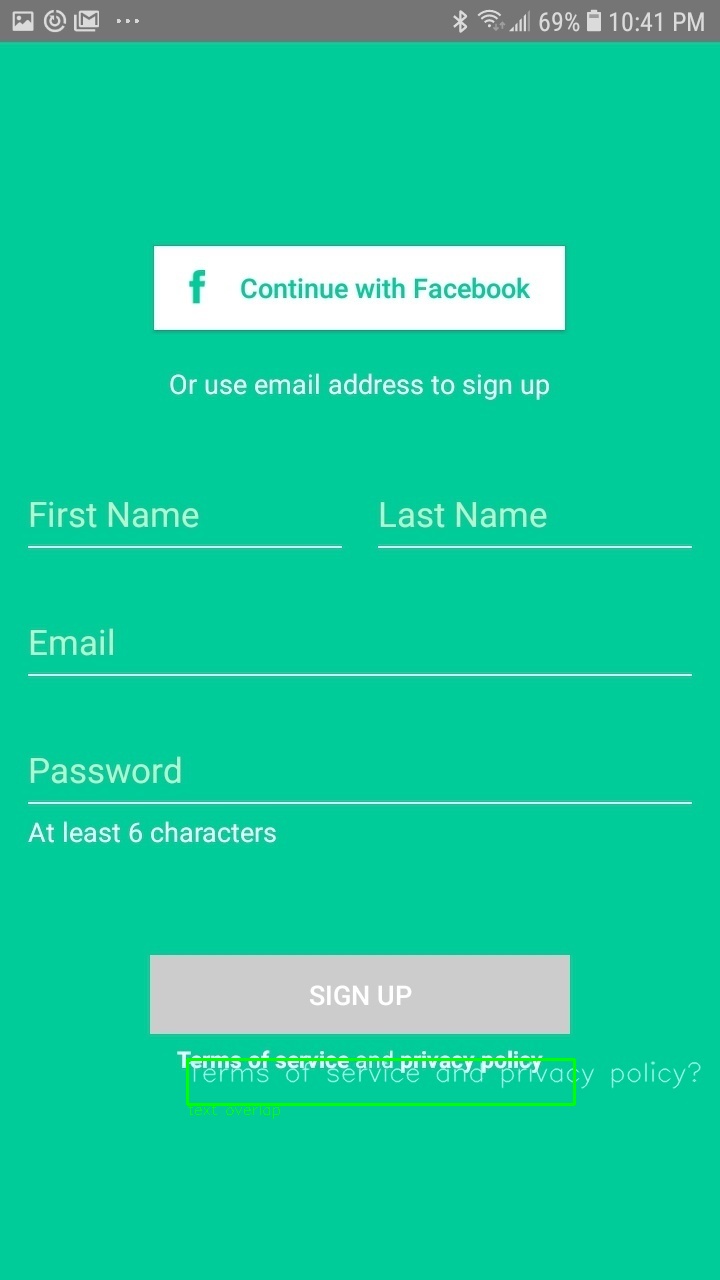 69% 10:41 PM
f Continue with Facebook
Or use email address to sign up
First Name Last Name
Email
Password
At least 6 characters
SIGN UP
Terms of service and privacy policy
Terms of service and privacy policy?
text overlap